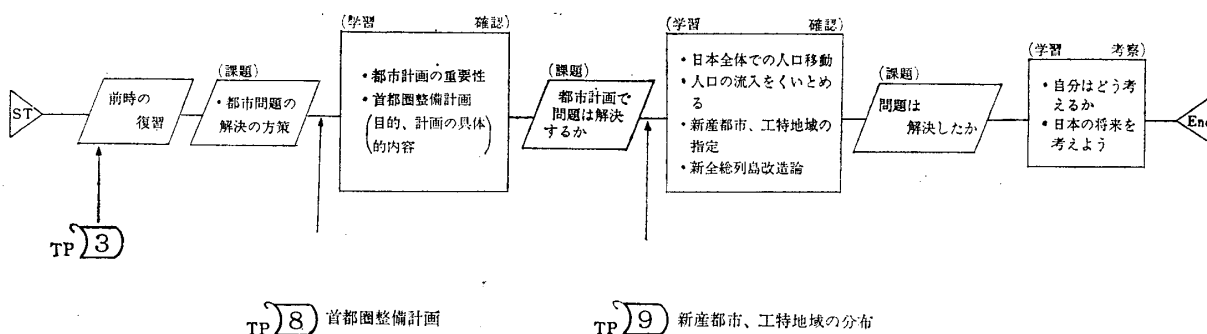 ST
前時の
復習
TP 3
(課題)
・都市問題の
解決の方策
(学習 確認)
・都市計画の重要性
・首都圏整備計画
(目的、計画の具体
的内容)
TP 8 首都圏整備計画
(課題)
都市計画で
問題は解決
するか
(学習 確認)
・日本全体での人口移動
・人口の流入をくいとめ
る
・新産都市、工特地域の
指定
・新全総列島改造論
TP 9 新産都市、工特地域の分布
(課題)
問題は
解決したか
(学習 考察)
・自分はどう考
えるか
・日本の将来を
考えよう
End